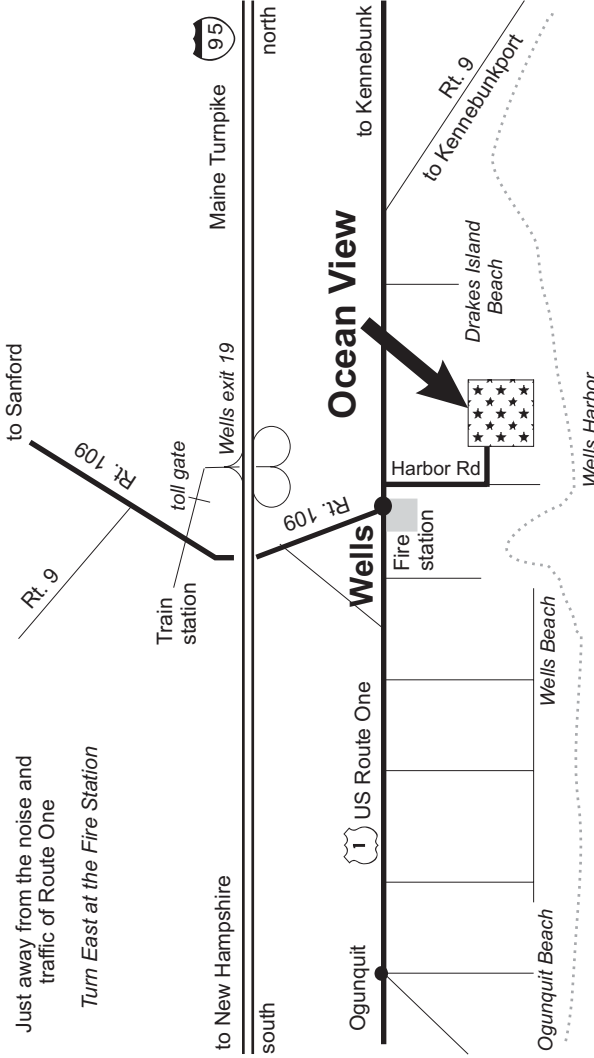 Just away from the noise and
traffic of Route One
Turn East at the Fire Station
to Sanford
Rt. 109
Rt. 9
toll gate
Train
station
Wells exit 19
Maine Turnpike
95
north
to New Hampshire
south
Rt. 109
Ocean View
to Kennebunk
Wells
Ogunquit
1
US Route One
Fire
station
Harbor Rd
Rt. 9
to Kennebunkport
Drakes Island
Beach
Wells Harbor
Wells Beach
Ogunquit Beach